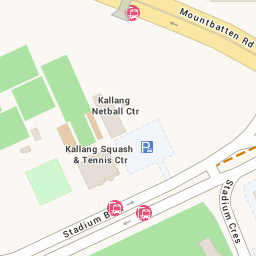 Mountbatten Rd
Kallang
Netball Ctr
Kallang Squash
& Tennis Ctr
P
Stadium B
Stadium Cres